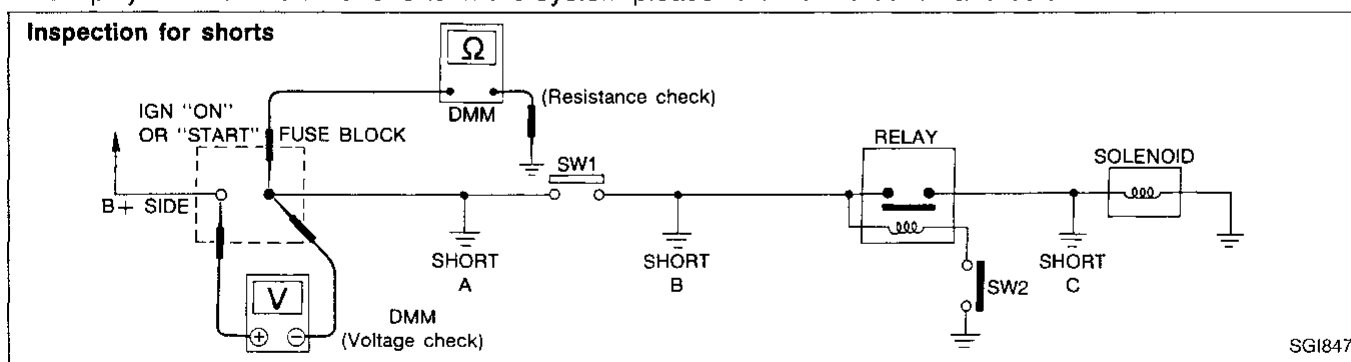 Inspection for shorts
Ω
IGN "ON"
OR "START"
FUSE BLOCK
DMM
(Resistance check)
B+ SIDE
SW1
RELAY
SOLENOID
SHORT
A
SHORT
B
SW2
SHORT
C
V
+ −
DMM
(Voltage check)
SGI847